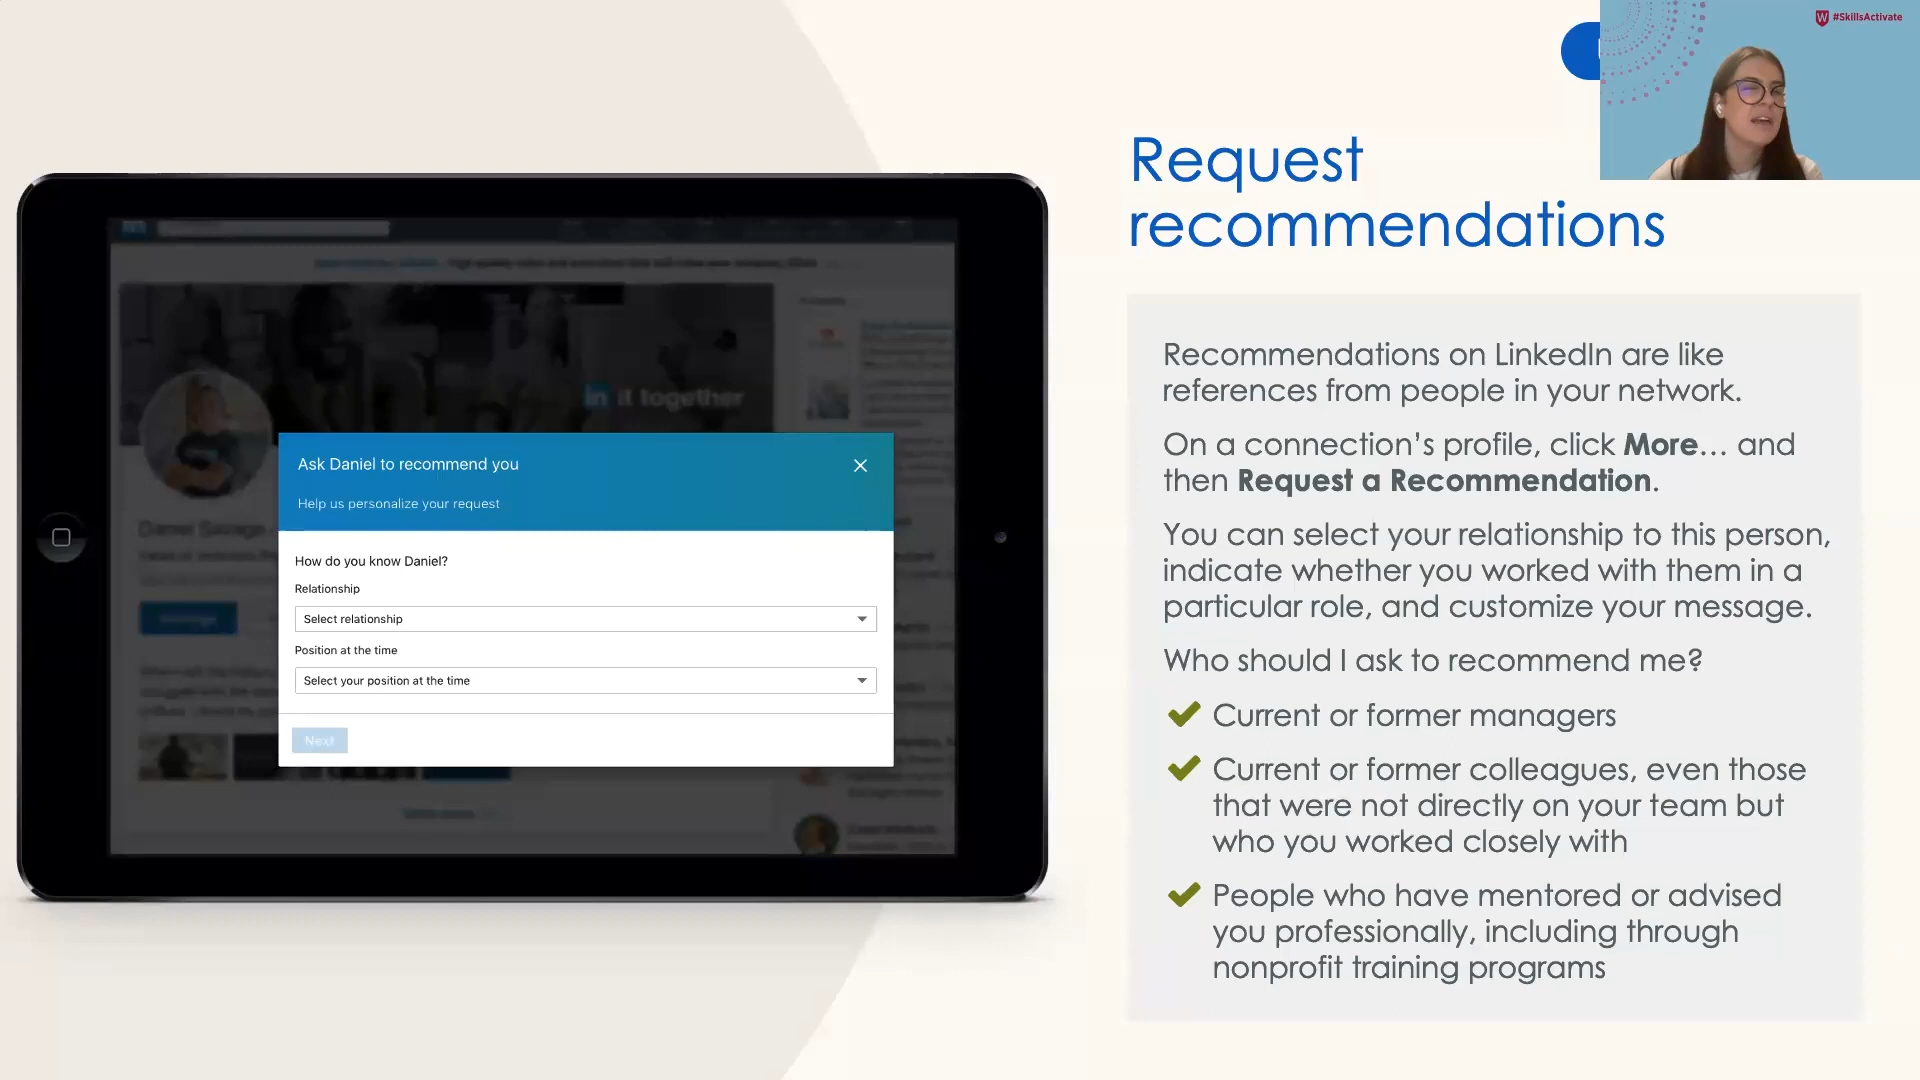 #SkillsActivate
Request
recommendations
in it together
Ask Daniel to recommend you
Help us personalize your request
How do you know Daniel?
Relationship
Select relationship
Position at the time
Select your position at the time
Next
Recommendations on LinkedIn are like
references from people in your network.
On a connection’s profile, click More... and
then Request a Recommendation.
You can select your relationship to this person,
indicate whether you worked with them in a
particular role, and customize your message.
Who should I ask to recommend me?
Current or former managers
Current or former colleagues, even those
that were not directly on your team but
who you worked closely with
People who have mentored or advised
you professionally, including through
nonprofit training programs